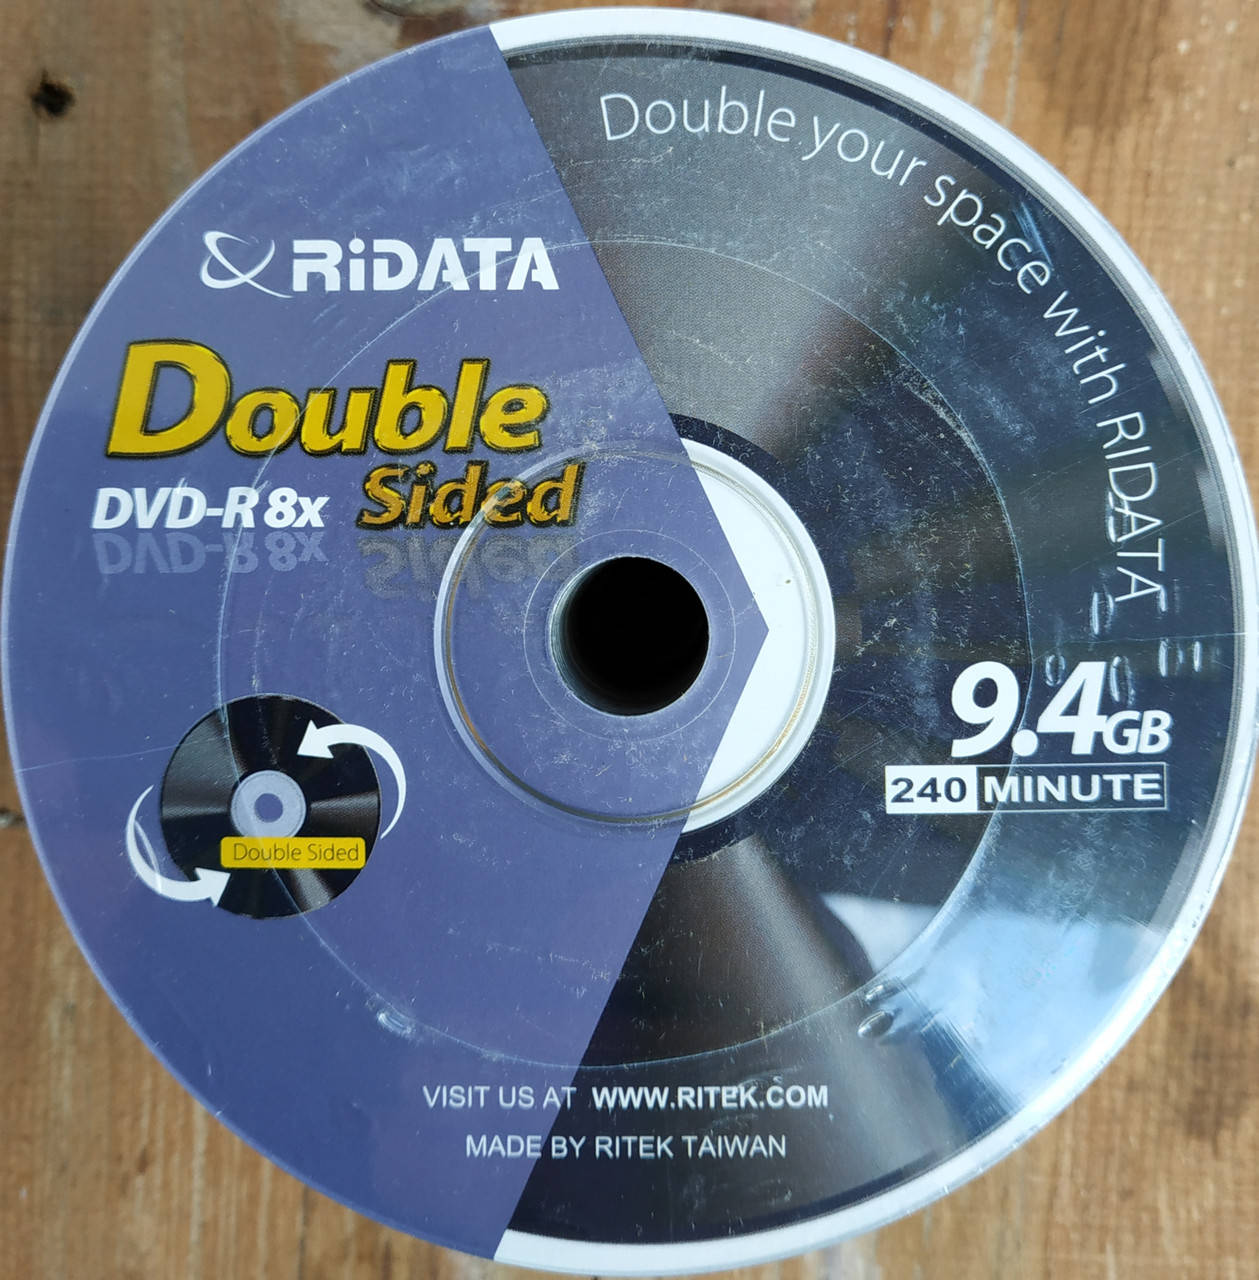 Double your space with RIDATA
RiDATA
Double
Sided
DVD-R 8x
9.4GB
240 MINUTE
Double Sided
VISIT US AT WWW.RITEK.COM
MADE BY RITEK TAIWAN